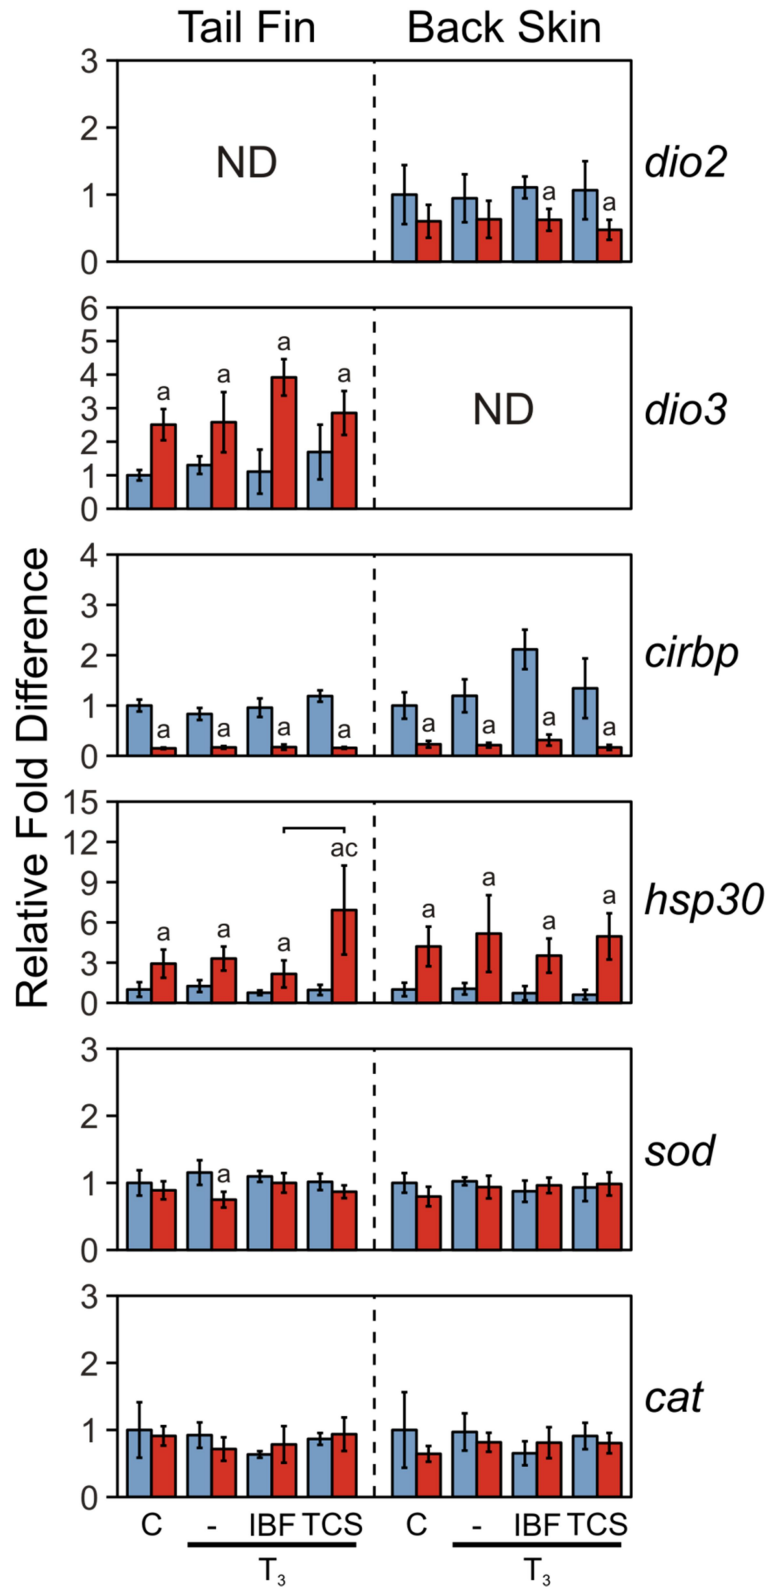 Tail Fin Back Skin
3
2
1
0
ND
a a
dio2
6
5
4
3
2
1
0
a a a a
ND
dio3
Relative Fold Difference
4
3
2
1
0
a a a a a a a a
cirbp
15
12
9
6
3
0
a a a ac a a a a
hsp30
3
2
1
0
a
sod
3
2
1
0
cat
C - IBF TCS C - IBF TCS
T₃ T₃